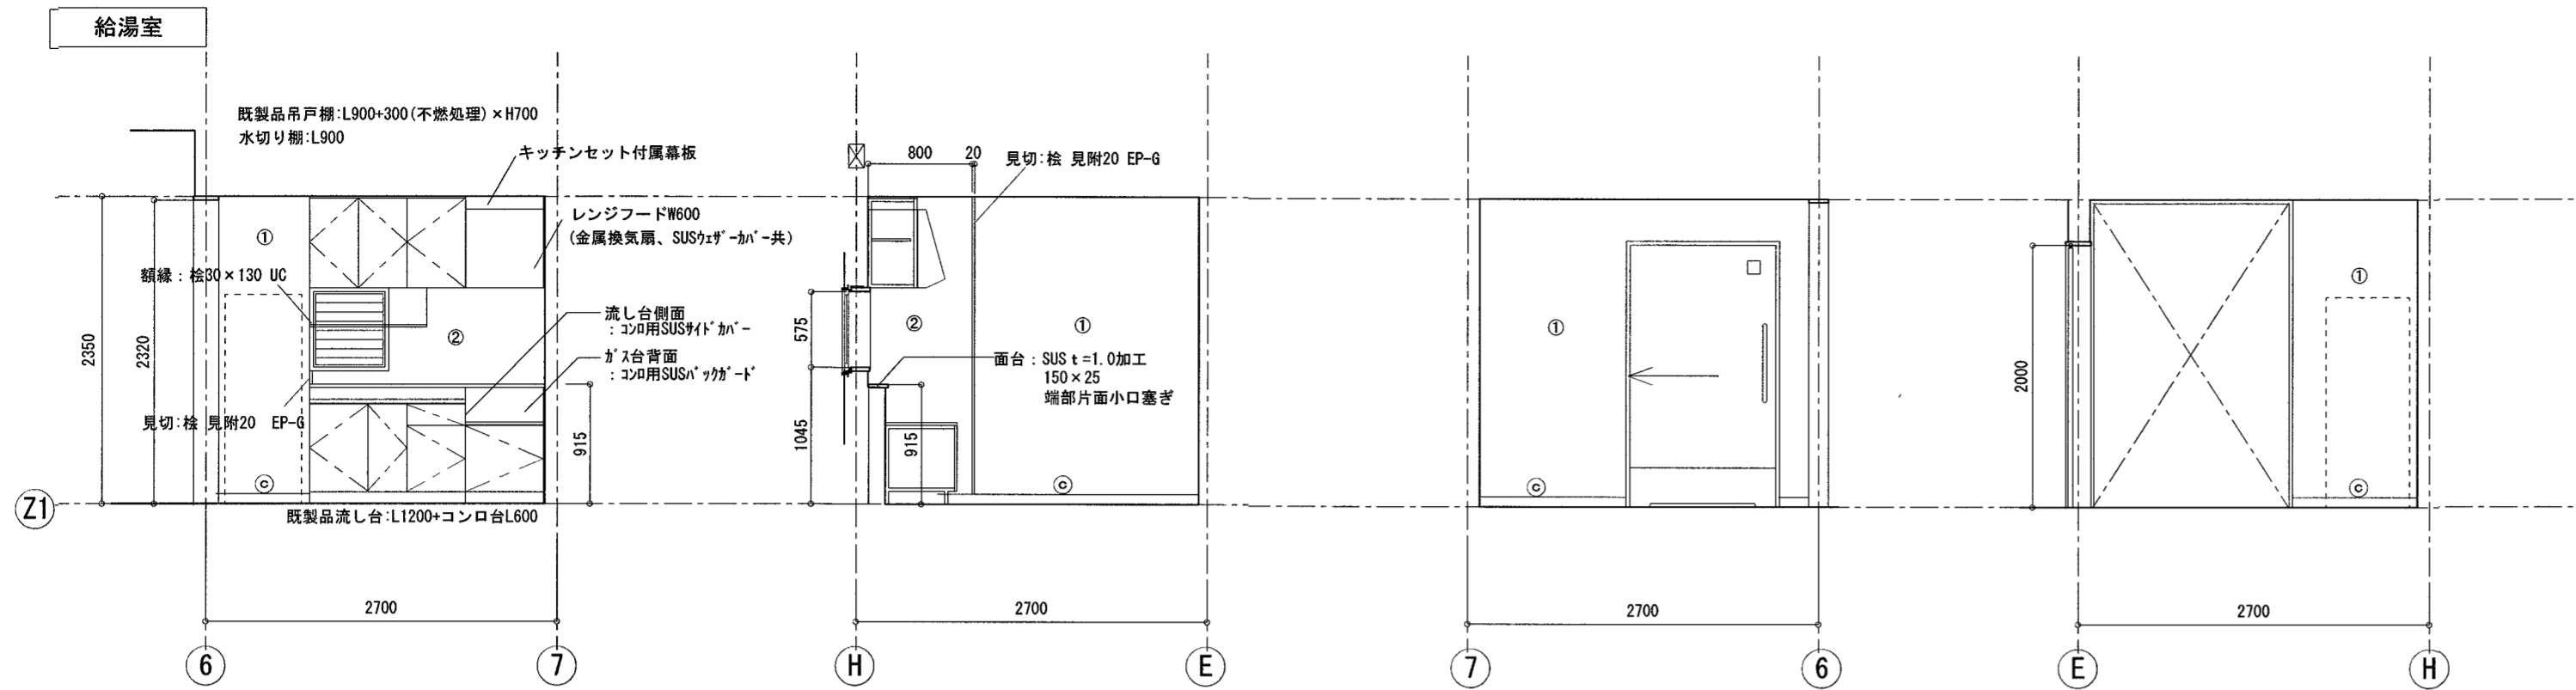 給湯室
既製品吊戸棚:L900+300(不燃処理)×H700
水切り棚:L900
キッチンセット付属幕板
レンジフードW600
(金属換気扇、SUSｳｪｻﾞｰｶﾊﾞｰ共)
①
額縁：桧30×130 UC
流し台側面
：ｺﾝﾛ用SUSｻｲﾄﾞｶﾊﾞｰ
②
ｶﾞｽ台背面
：ｺﾝﾛ用SUSﾊﾞｯｸｶﾞｰﾄﾞ
2350
2320
見切:桧 見附20 EP-G
915
ⓒ
Z1
既製品流し台:L1200+コンロ台L600
2700
6
7
800
20
見切:桧 見附20 EP-G
②
①
575
面台：SUS t=1.0加工
150×25
端部片面小口塞ぎ
1045
915
ⓒ
2700
H
E
①
ⓒ
2700
7
6
①
2000
ⓒ
2700
E
H